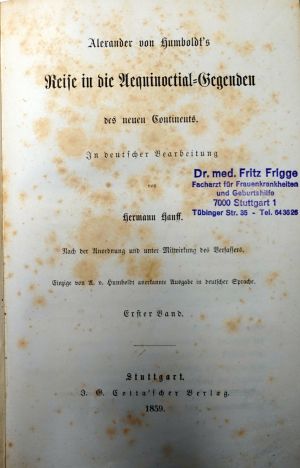 Alexander von Humboldt's
Reise in die Aequinoctial-Gegenden
des neuen Continents.
In deutscher Bearbeitung
von
Hermann Hauff.
Dr. med. Fritz Frigge
Facharzt für Frauenkrankheiten
und Geburtshilfe
7000 Stuttgart 1
Tübinger Str. 35 - Tel. 643626
Nach der Anordnung und unter Mitwirkung des Verfassers.
Einzige von A. v. Humboldt anerkannte Ausgabe in deutscher Sprache.
Erster Band.
Stuttgart.
J. G. Cotta'scher Verlag.
1859.